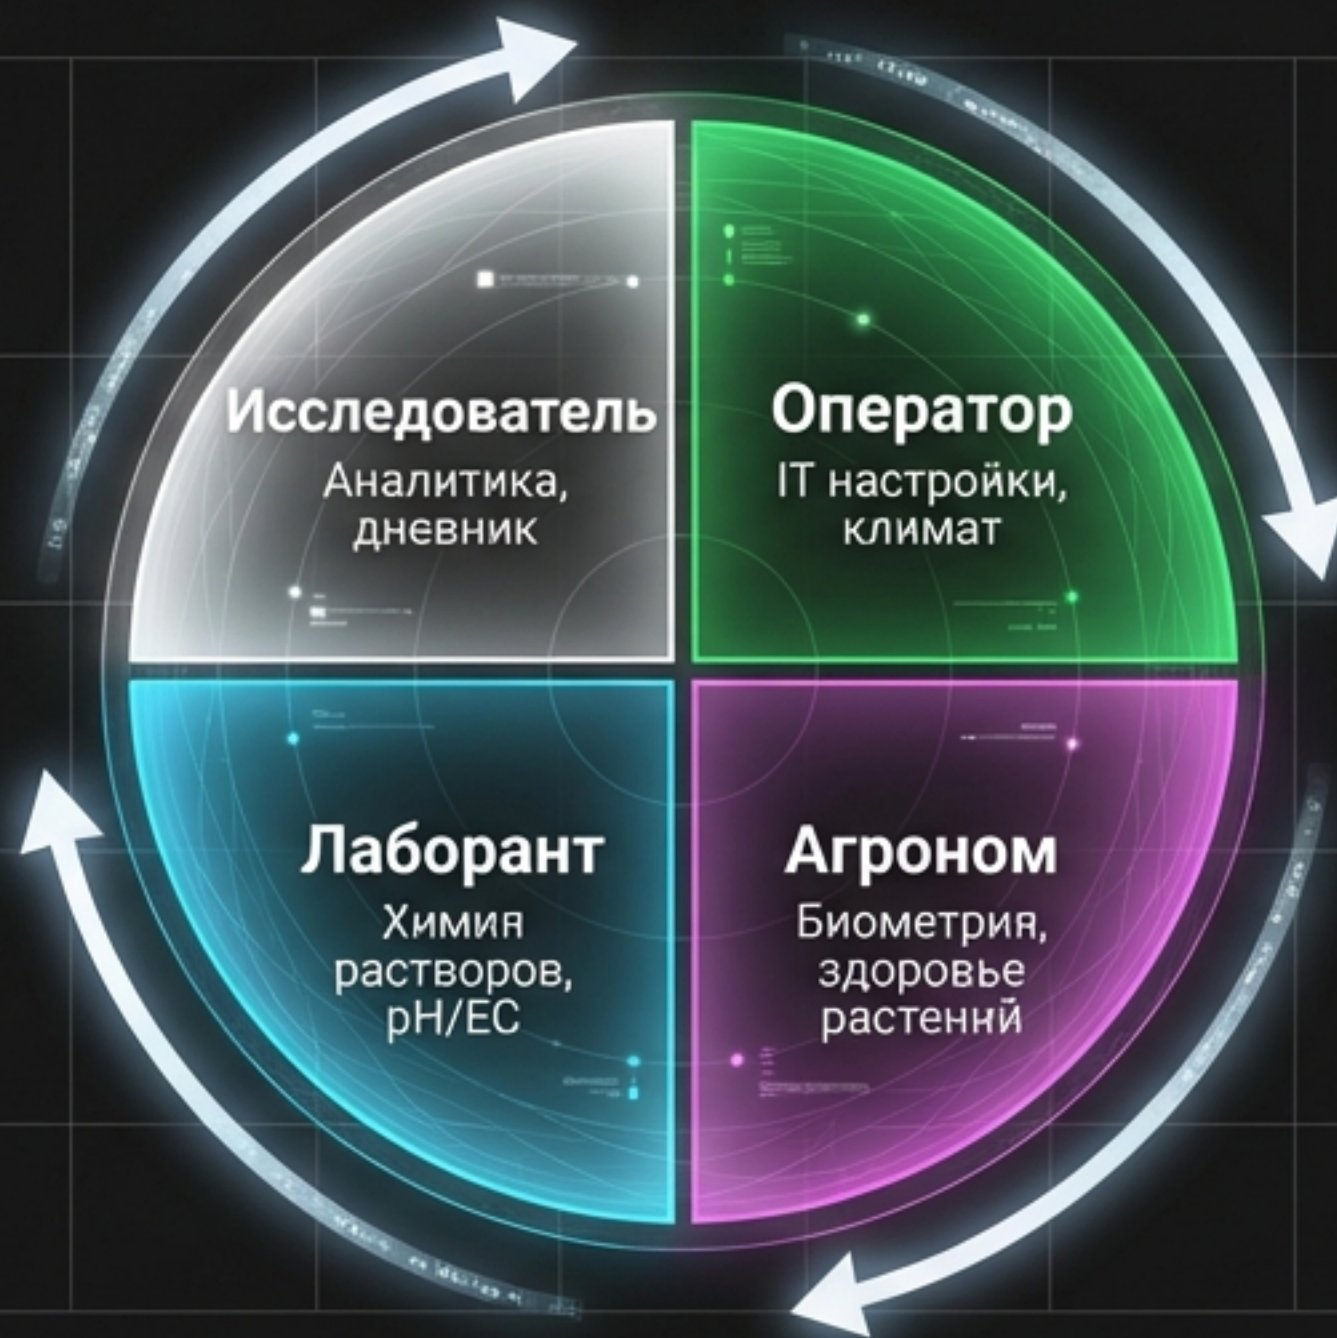 Исследователь
Аналитика,
дневник
Оператор
IT настройки,
климат
Лаборант
Химия
растворов,
pH/EC
Агроном
Биометрия,
здоровье
растений